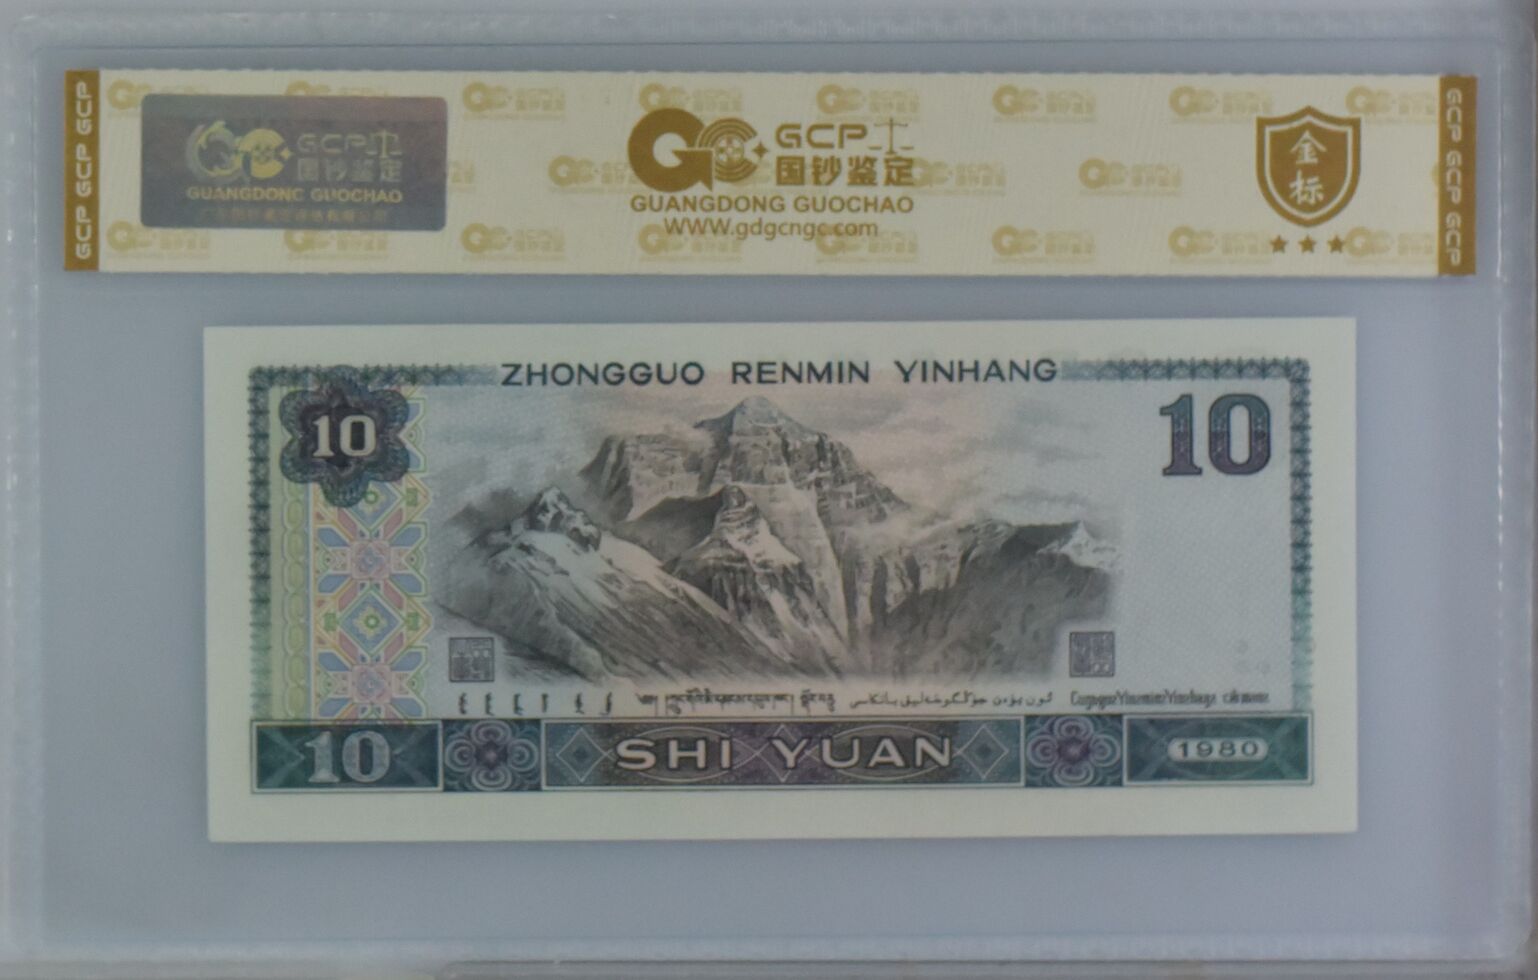 GCP GCP GCP
GCP
国钞鉴定
GUANGDONG GUOCHAO
GCP
国钞鉴定
GUANGDONG GUOCHAO
WWW.gdgcngc.com
金
标
GCP GCP GCP
ZHONGGUO RENMIN YINHANG
10
10
10
SHI YUAN
1980